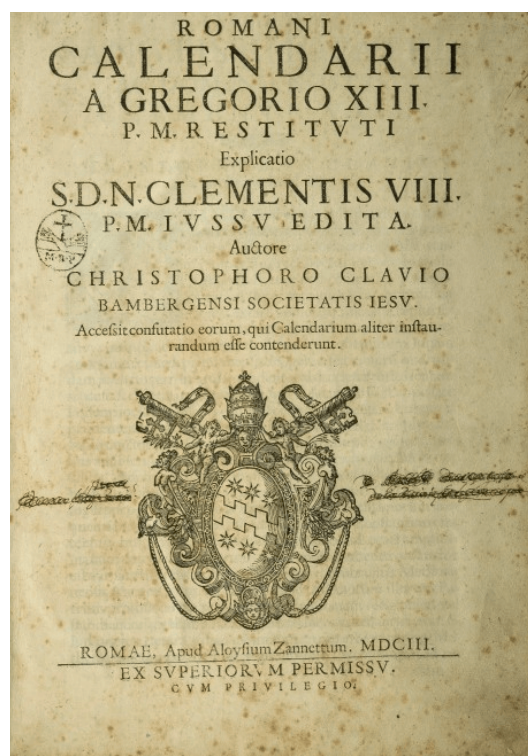 ROMANI
CALENDARII
A GREGORIO XIII.
P. M. RESTITVTI
Explicatio
S.D.N. CLEMENTIS VIII.
P. M. IVSSV EDITA.
Auctore
CHRISTOPHORO CLAVIO
BAMBERGENSI SOCIETATIS IESV.
Accessit confutatio eorum, qui Calendarium aliter instau-
randum esse contenderunt.
ROMAE, Apud Aloysium Zannettum. MDCIII.
EX SVPERIORVM PERMISSV.
CVM PRIVILEGIO.